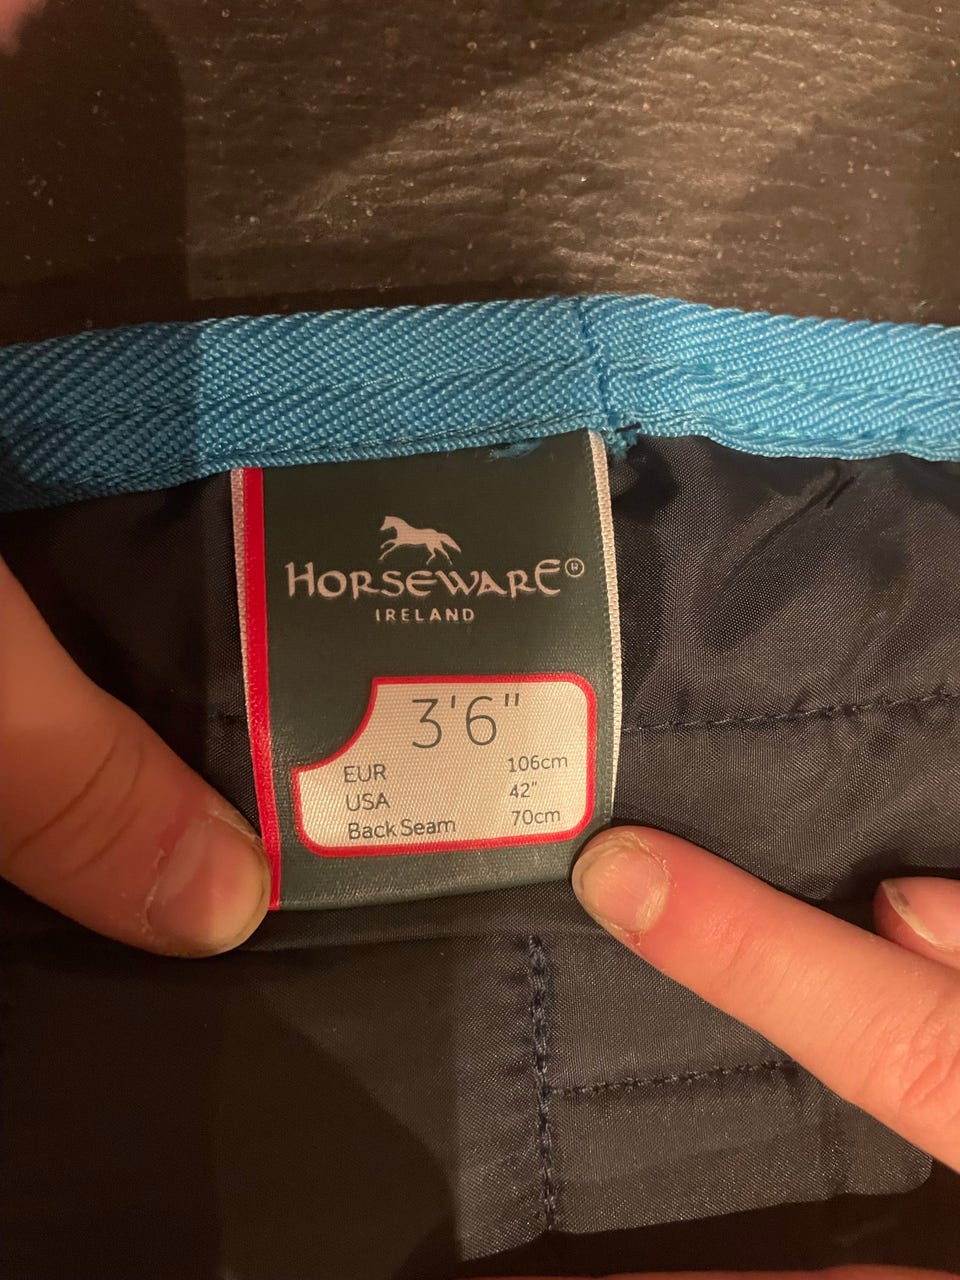 HORSEWARE®
IRELAND
3'6"
EUR 106cm
USA 42"
Back Seam 70cm